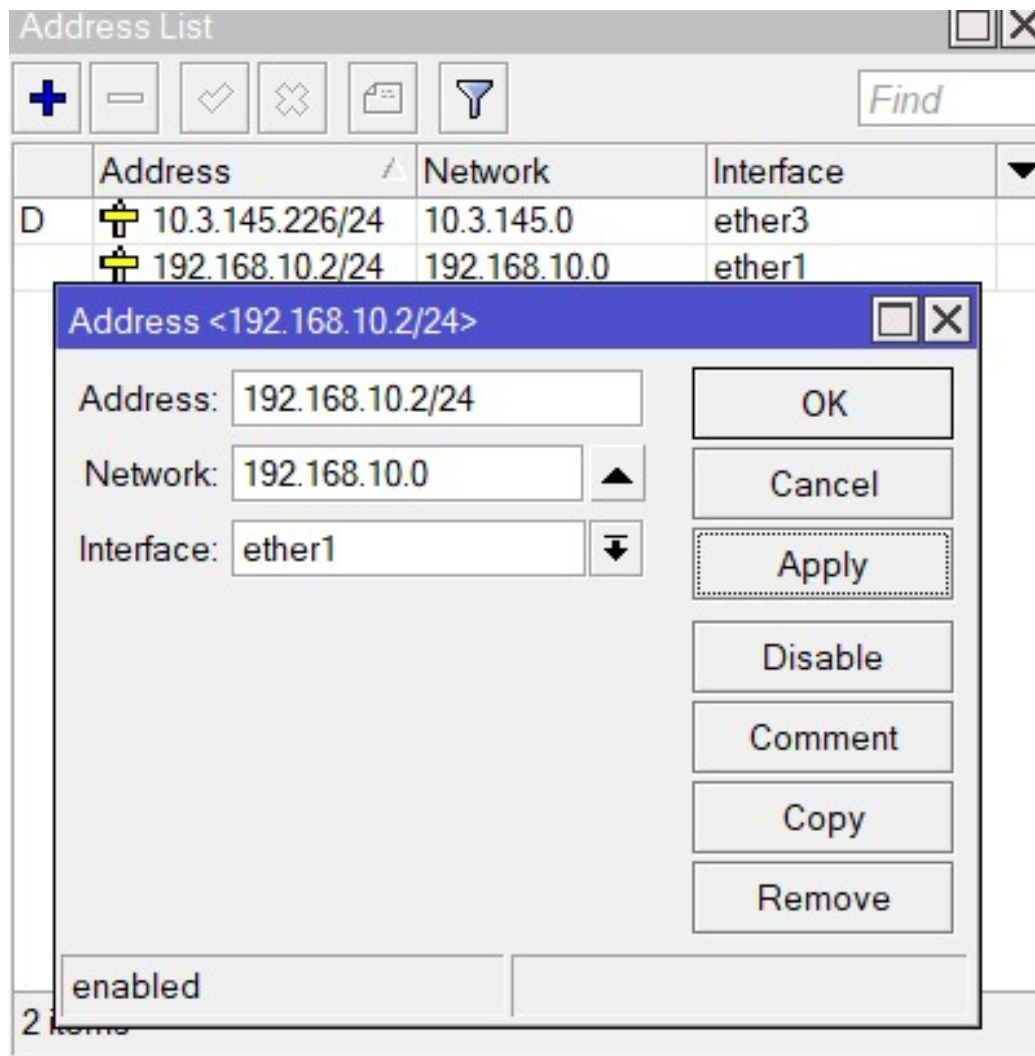 Address List
Find
Address Network Interface
D 10.3.145.226/24 10.3.145.0 ether3
192.168.10.2/24 192.168.10.0 ether1
Address <192.168.10.2/24>
Address: 192.168.10.2/24 OK
Network: 192.168.10.0 Cancel
Interface: ether1 Apply
Disable
Comment
Copy
Remove
enabled
2 items